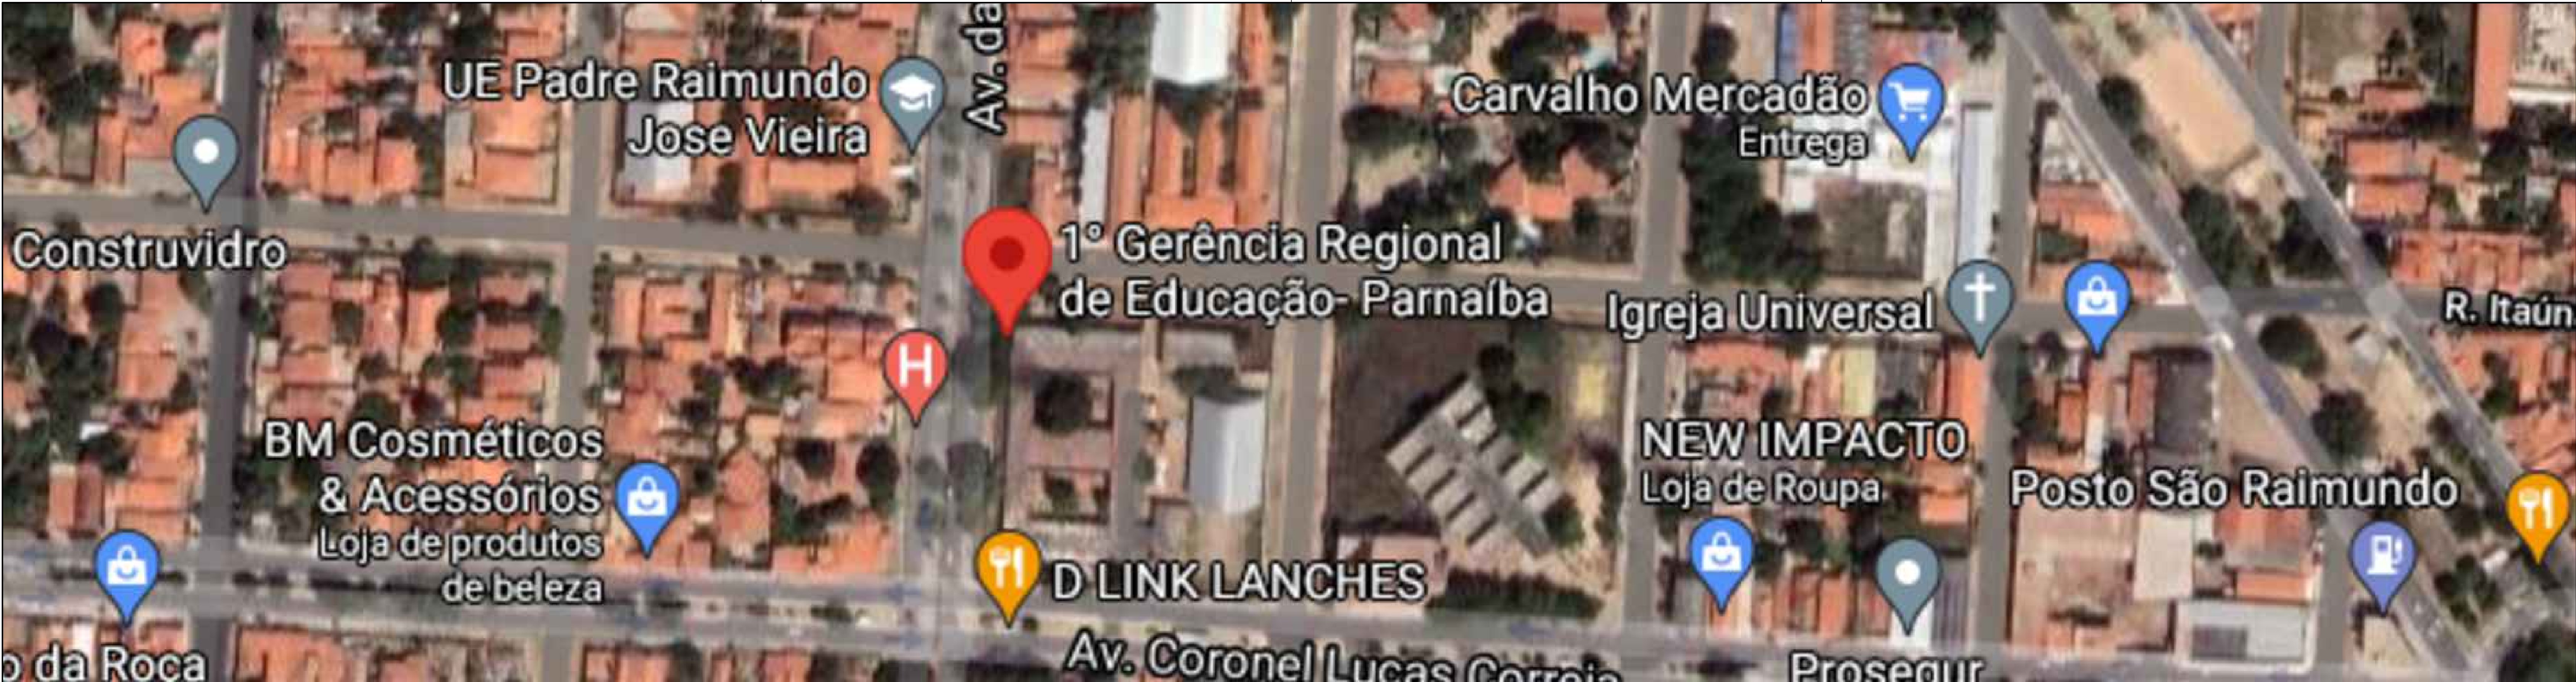 Av. da
UE Padre Raimundo
Jose Vieira
Carvalho Mercadão
Entrega
Construvidro
1° Gerência Regional
de Educação- Parnaíba
Igreja Universal
R. Itaún
H
BM Cosméticos
& Acessórios
Loja de produtos
de beleza
NEW IMPACTO
Loja de Roupa
Posto São Raimundo
D LINK LANCHES
o da Roça
Av. Coronel Lucas Correia
Prosegur